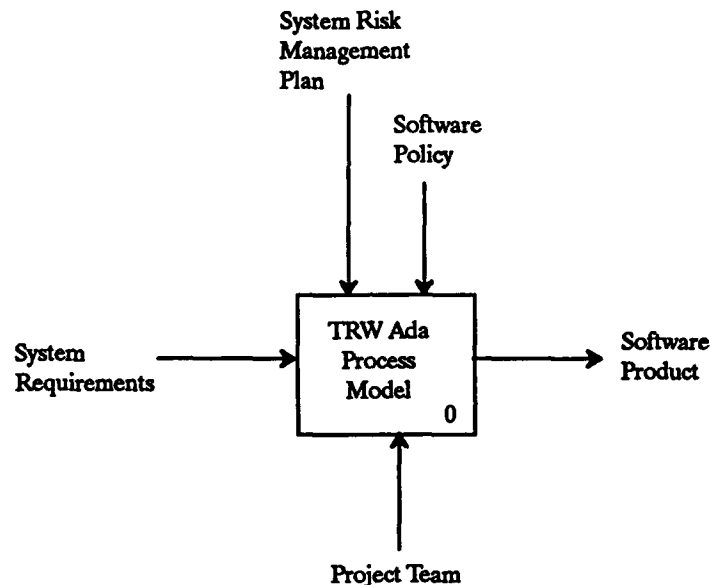 System Risk
Management
Plan
Software
Policy
System
Requirements
TRW Ada
Process
Model
0
Software
Product
Project Team